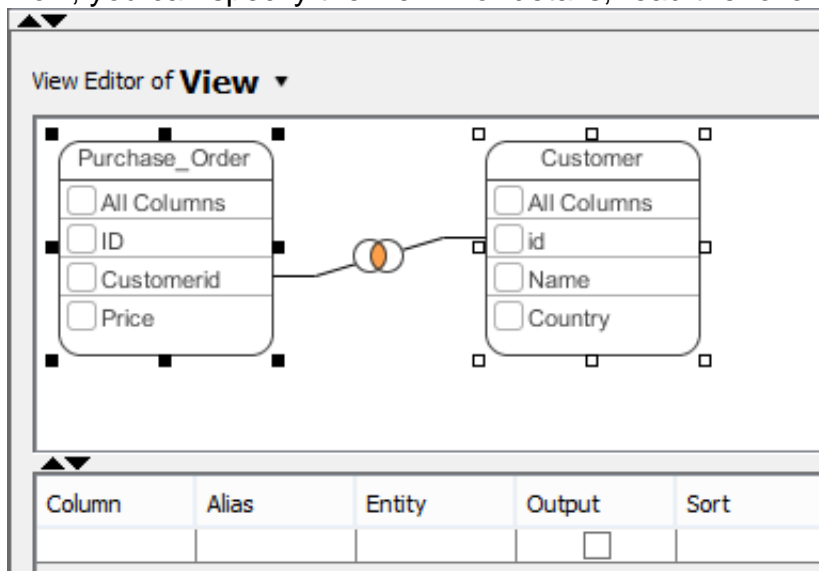 View Editor of View
Purchase_Order
All Columns
ID
Customerid
Price
Customer
All Columns
id
Name
Country
Column Alias Entity Output Sort